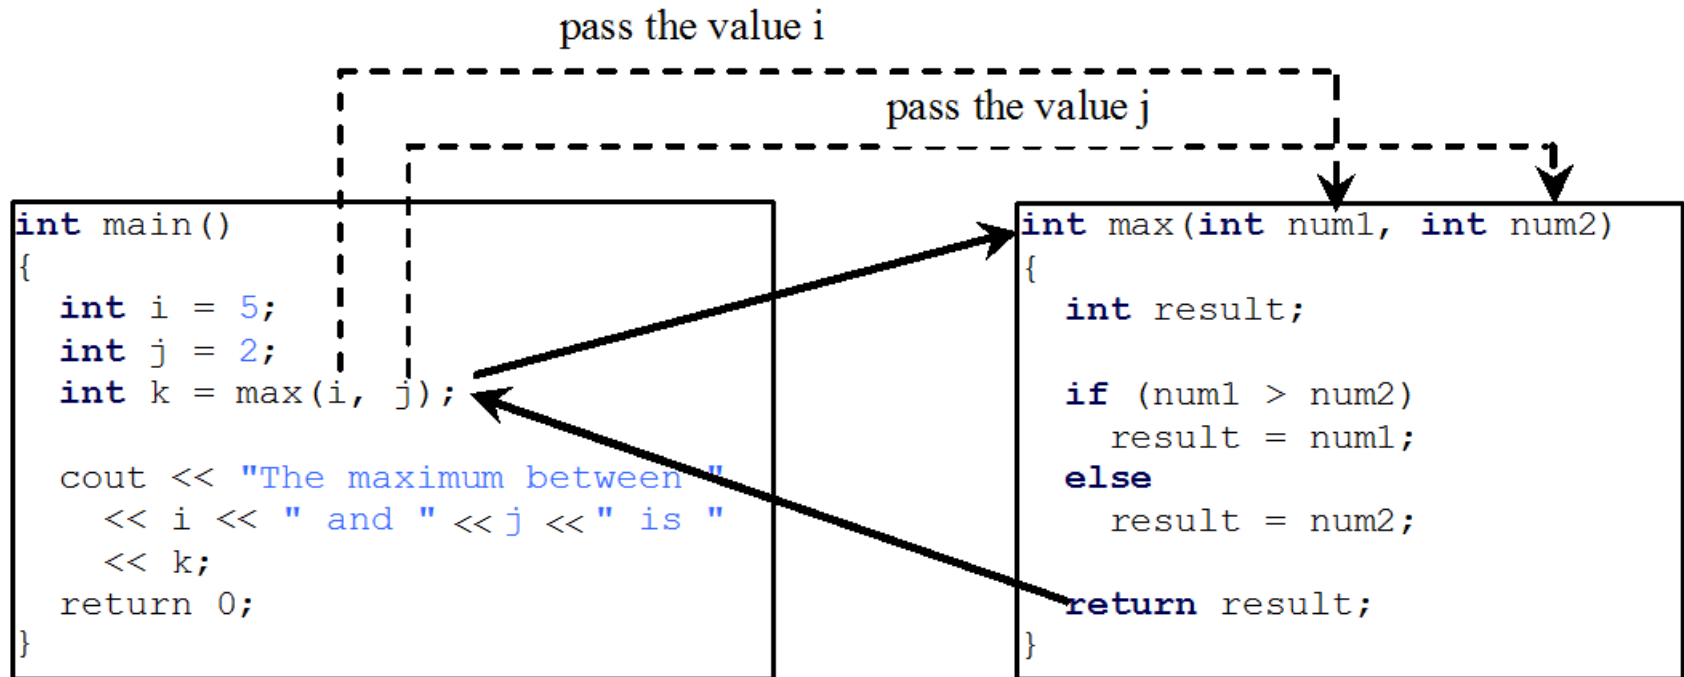 pass the value i
pass the value j
int main()
{
int i = 5;
int j = 2;
int k = max(i, j);
cout << "The maximum between "
<< i << " and " << j << " is "
<< k;
return 0;
}
int max(int num1, int num2)
{
int result;
if (num1 > num2)
result = num1;
else
result = num2;
return result;
}